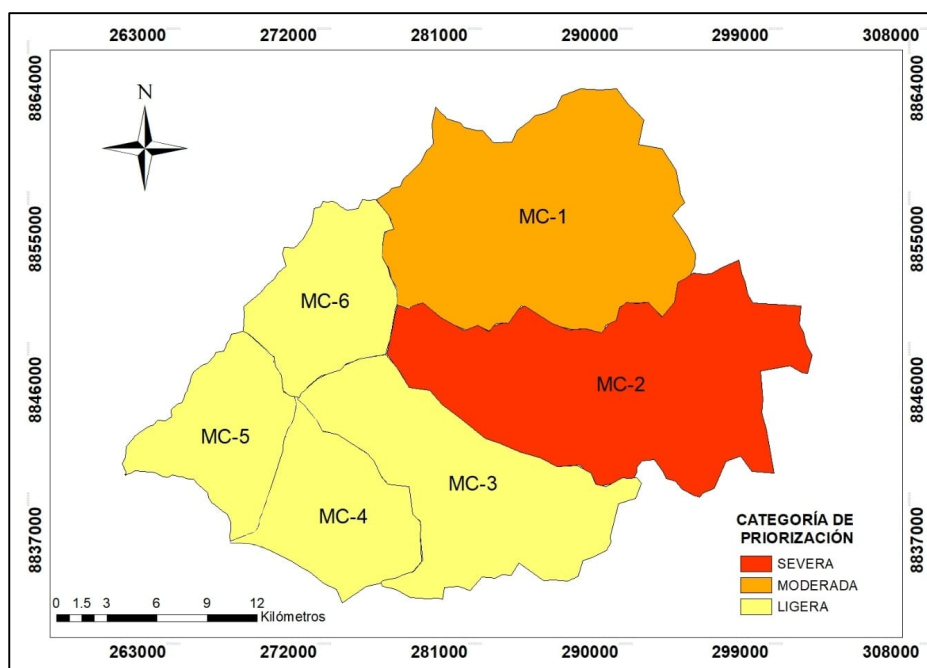 263000 272000 281000 290000 299000 308000
8864000 8864000
N
MC-1
8855000 8855000
MC-6
MC-2
8846000 8846000
MC-5
MC-3
MC-4
8837000 8837000
CATEGORÍA DE
PRIORIZACIÓN
SEVERA
MODERADA
LIGERA
0 1.5 3 6 9 12
Kilómetros
263000 272000 281000 290000 299000 308000